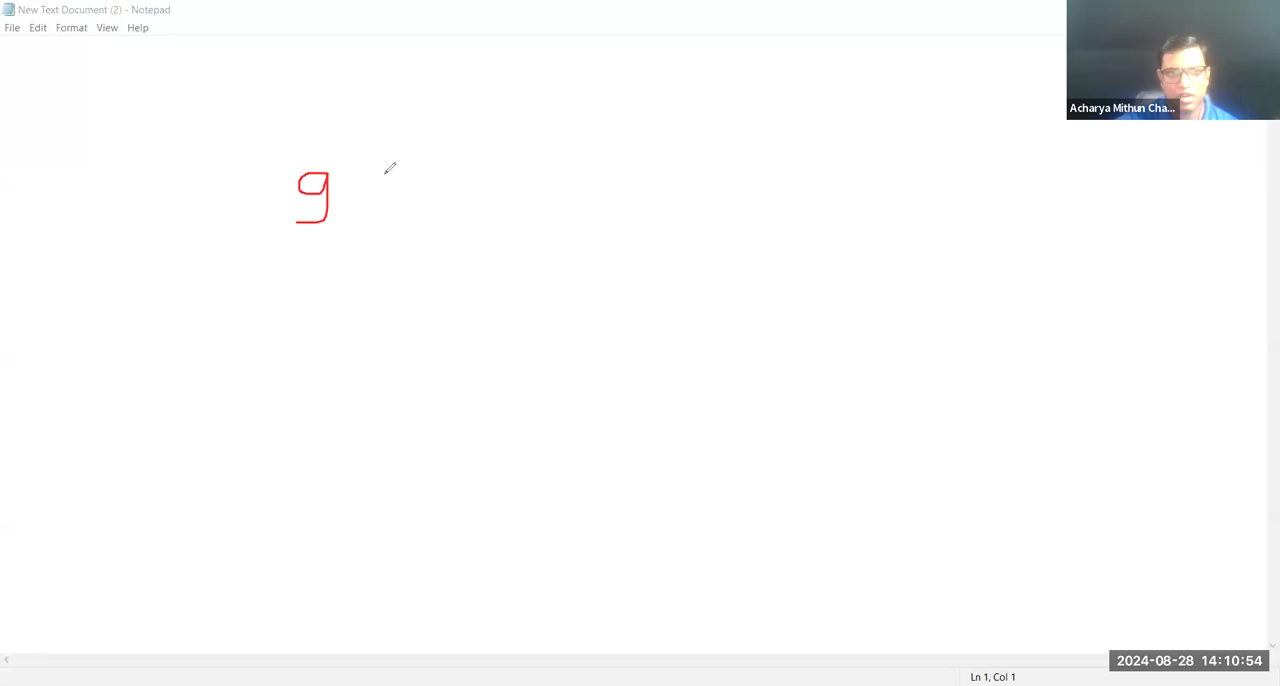 New Text Document (2) - Notepad
File Edit Format View Help
Acharya Mithun Cha...
9
2024-08-28 14:10:54
Ln 1, Col 1